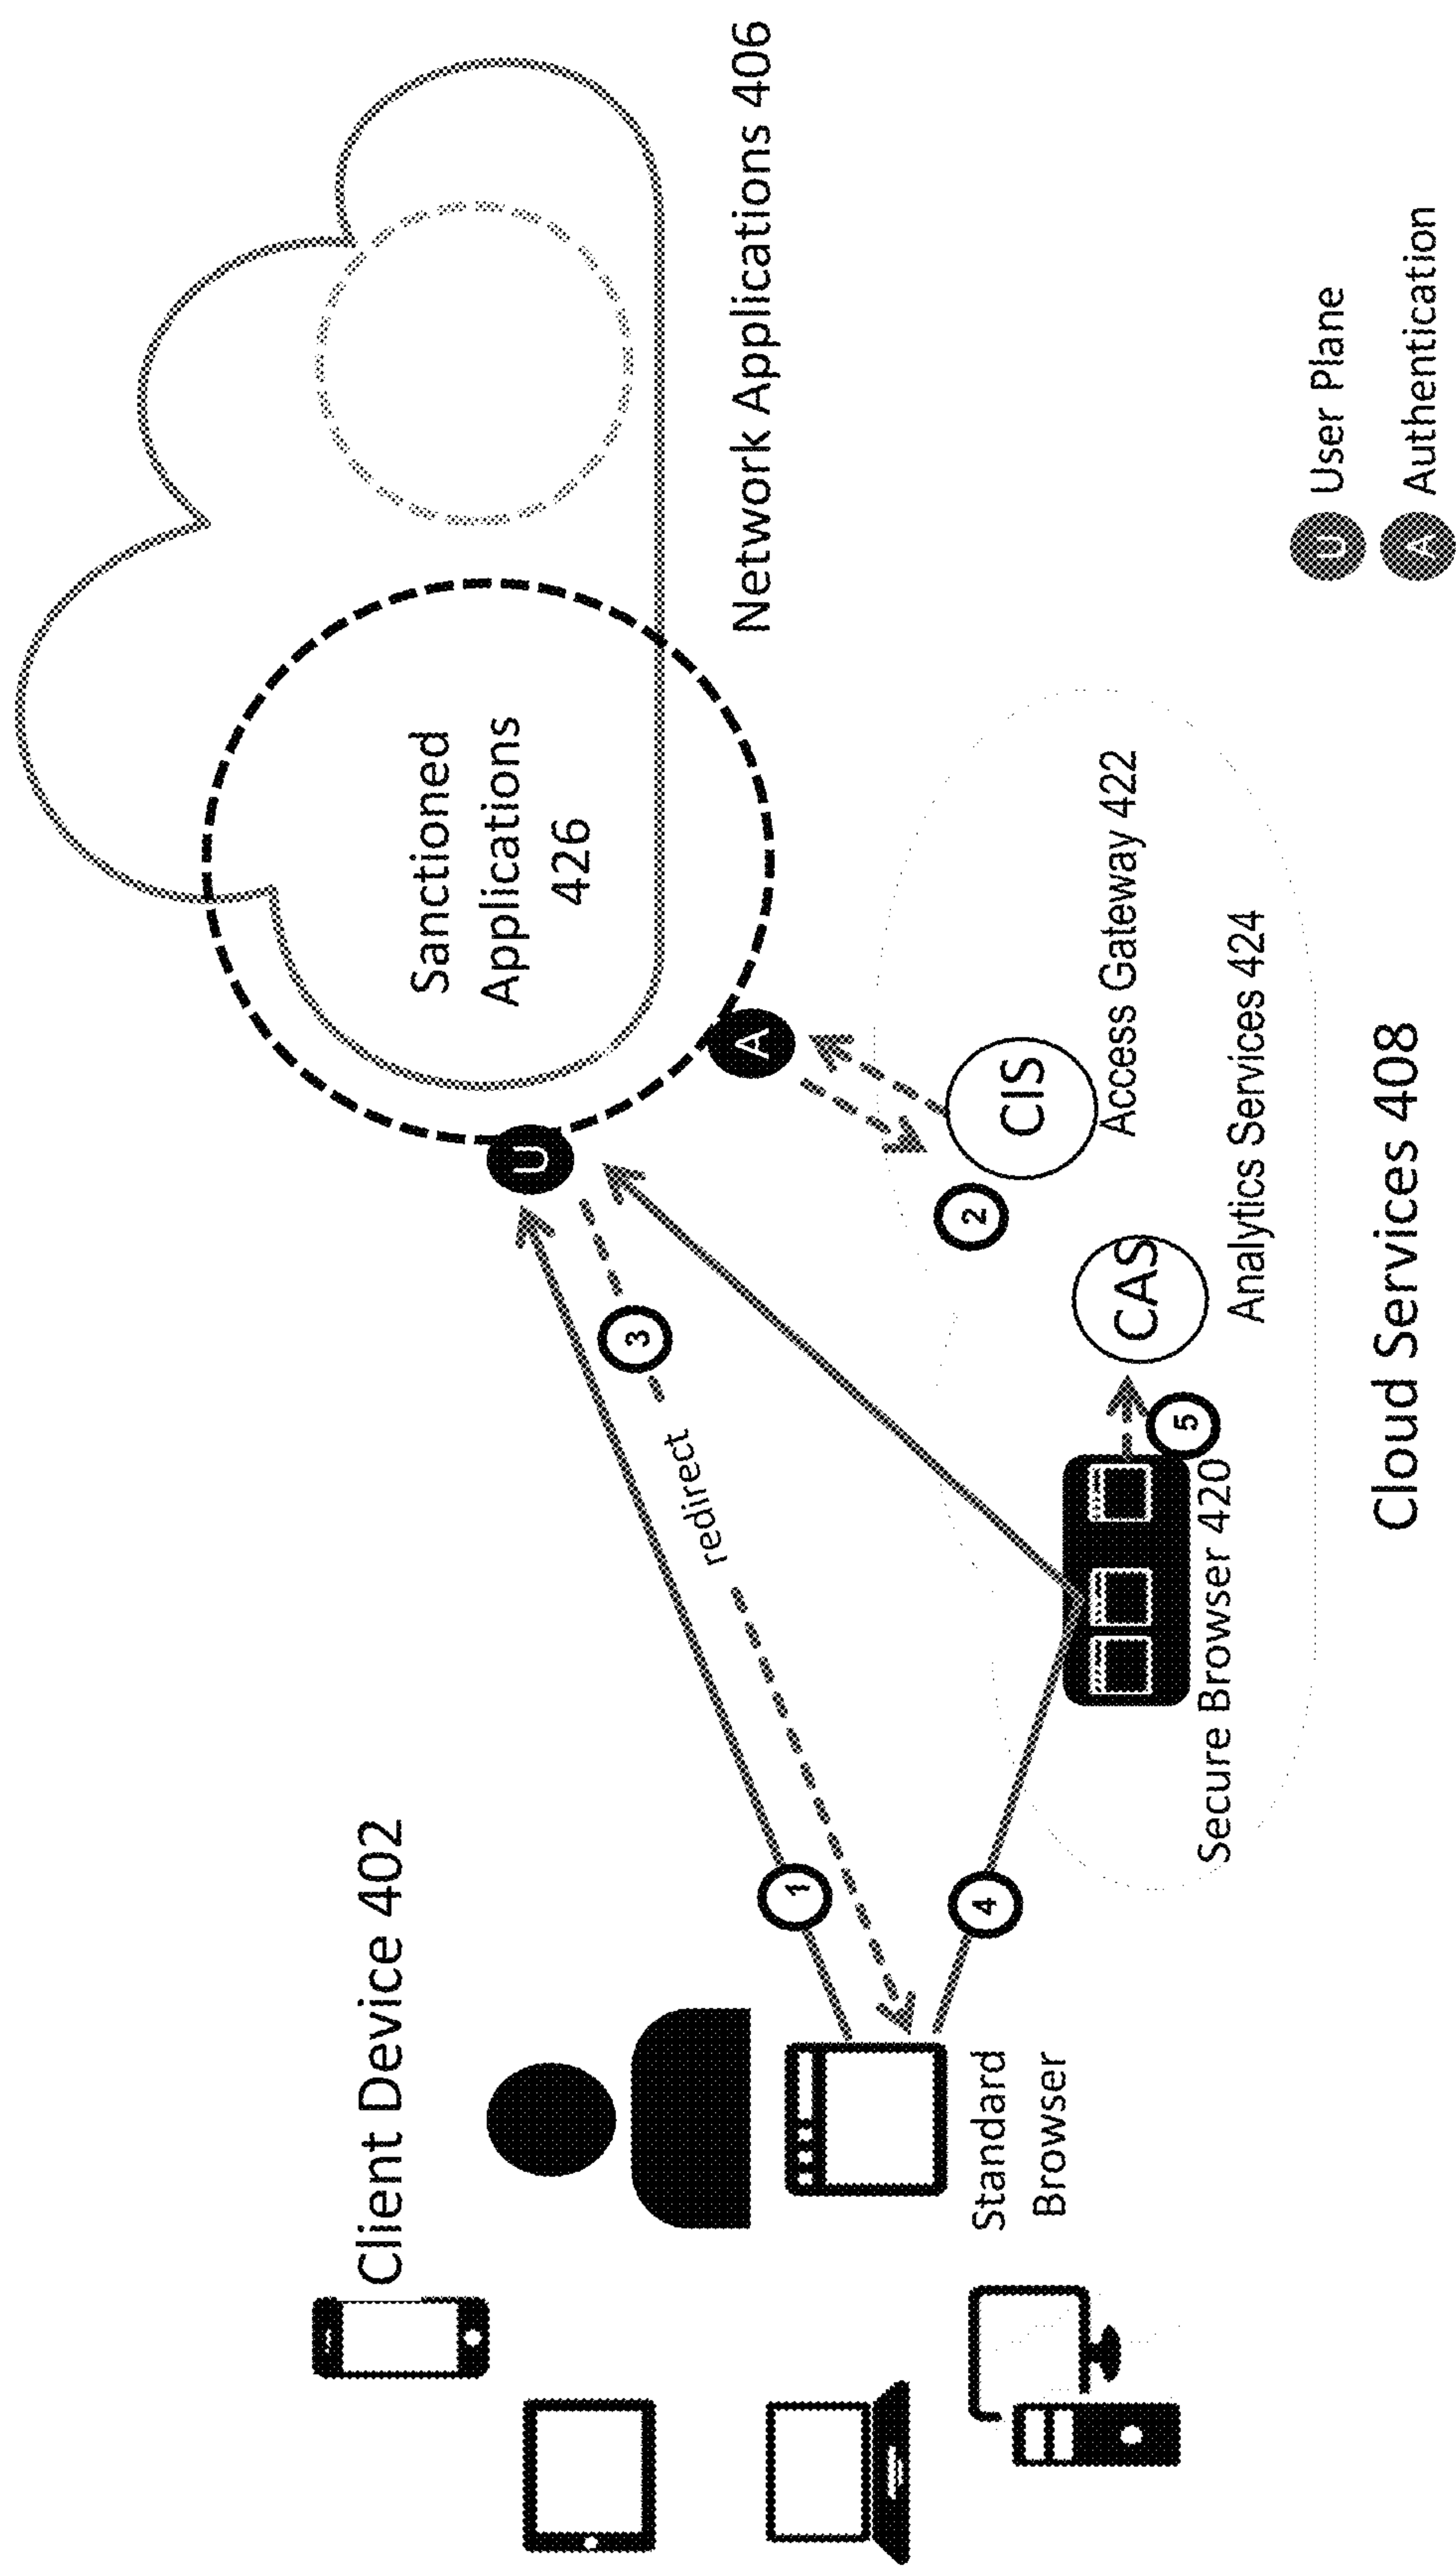 Client Device 402
Standard
Browser
1
3
redirect
4
U
Sanctioned
Applications
426
A
Network Applications 406
2
CIS
Access Gateway 422
CAS
Analytics Services 424
5
Secure Browser 420
Cloud Services 408
U User Plane
A Authentication